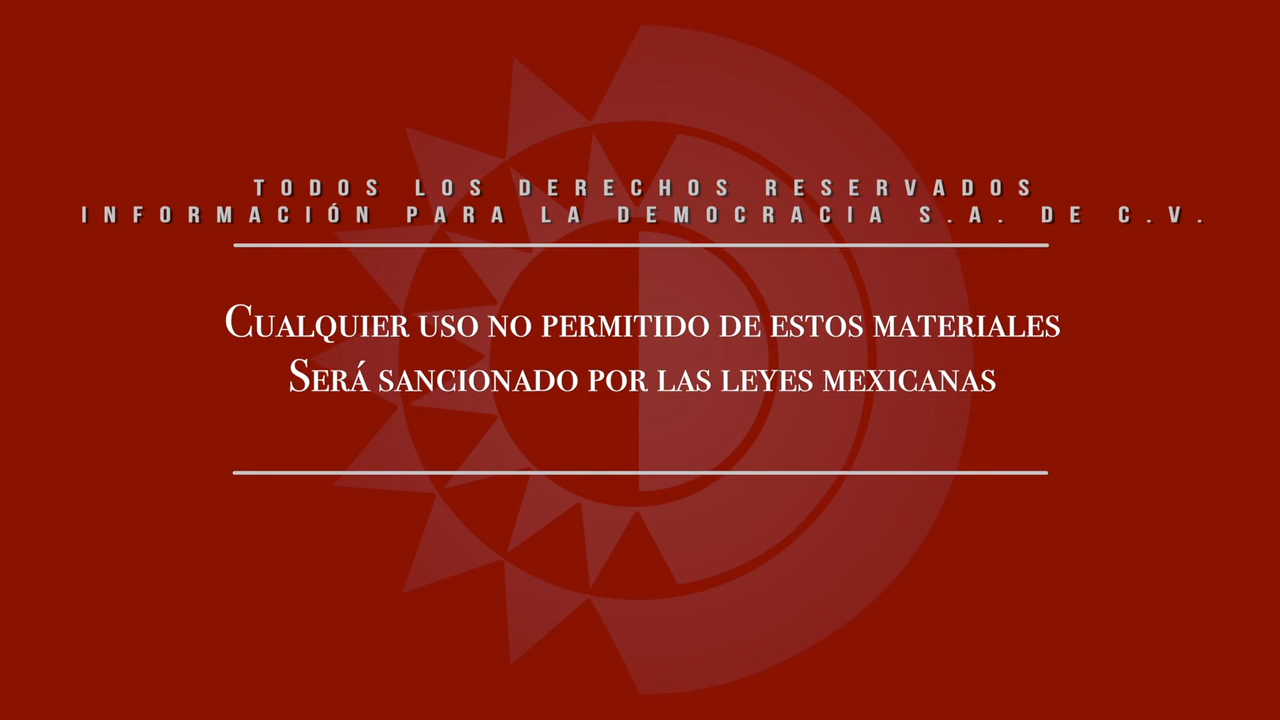 TODOS LOS DERECHOS RESERVADOS
INFORMACIÓN PARA LA DEMOCRACIA S.A. DE C.V.
Cualquier uso no permitido de estos materiales
Será sancionado por las leyes mexicanas